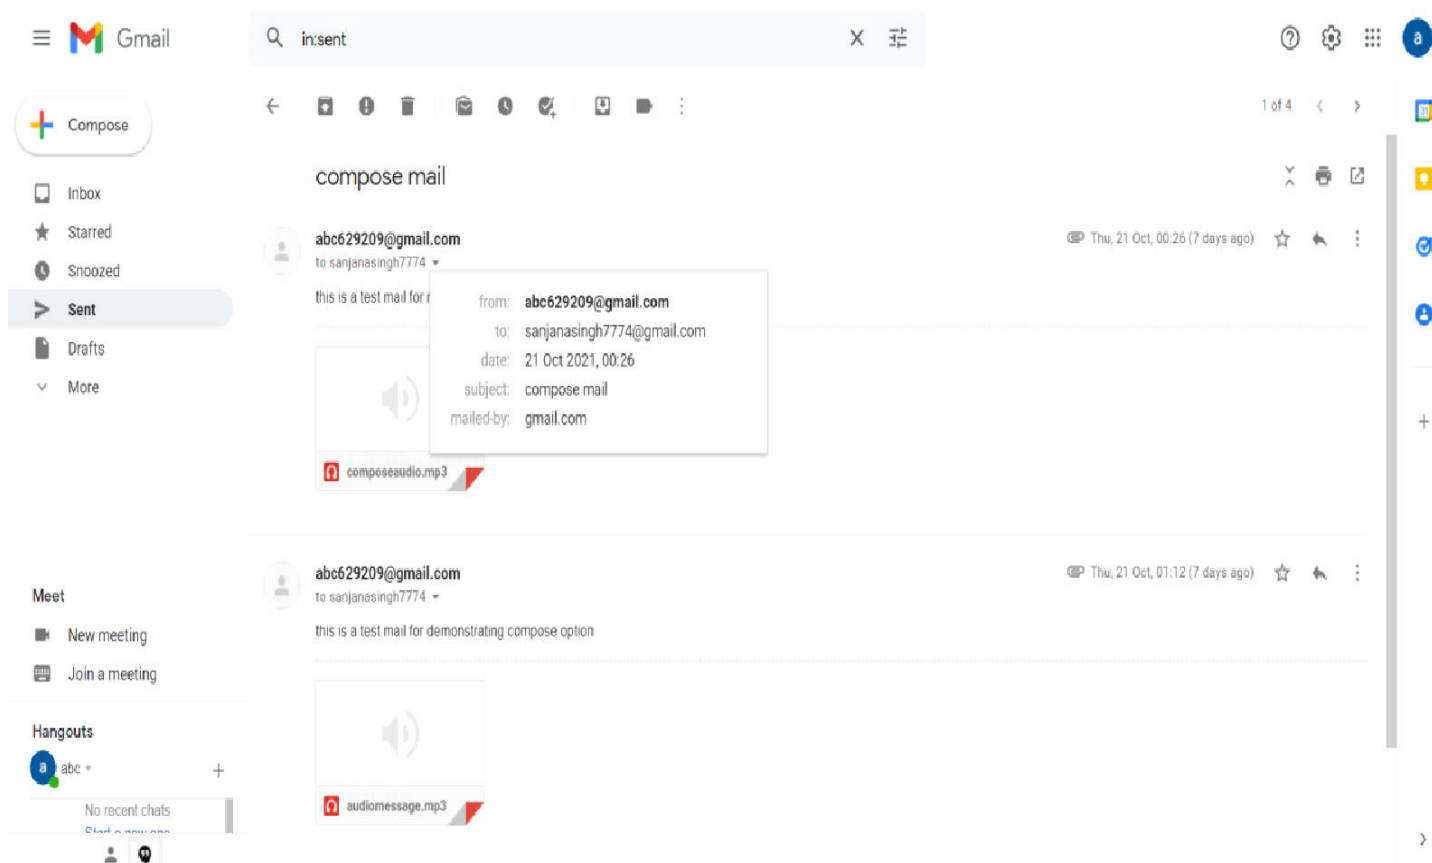 Gmail
in:sent
a
Compose
1 of 4
31
compose mail
Inbox
Starred
Snoozed
Sent
Drafts
More
abc629209@gmail.com
Thu, 21 Oct, 00:26 (7 days ago)
to sanjanasingh7774
this is a test mail for
from: abc629209@gmail.com
to: sanjanasingh7774@gmail.com
date: 21 Oct 2021, 00:26
subject: compose mail
mailed-by: gmail.com
composeaudio.mp3
abc629209@gmail.com
Thu, 21 Oct, 01:12 (7 days ago)
to sanjanasingh7774
this is a test mail for demonstrating compose option
audiomessage.mp3
Meet
New meeting
Join a meeting
Hangouts
a abc
No recent chats
Start a new one